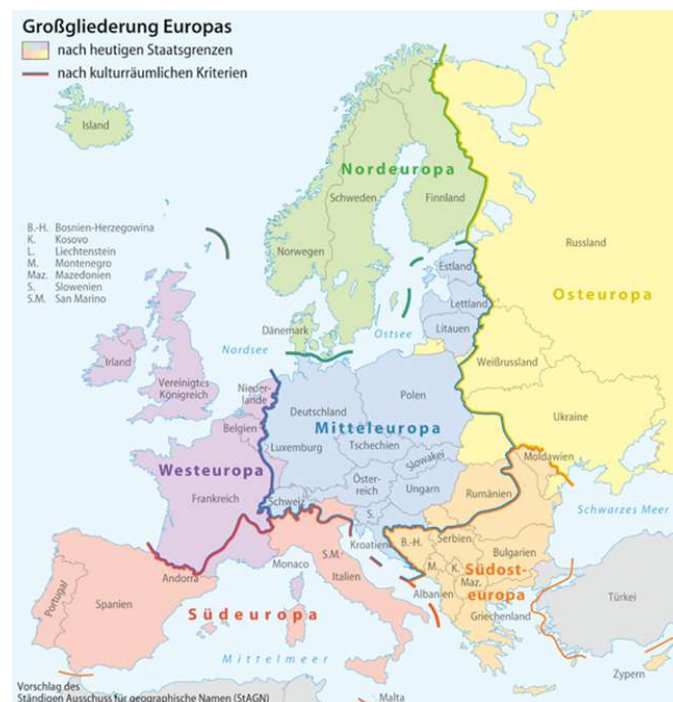 Großgliederung Europas
nach heutigen Staatsgrenzen
nach kulturräumlichen Kriterien
Island
B.-H. Bosnien-Herzegowina
K. Kosovo
L. Liechtenstein
M. Montenegro
Maz. Mazedonien
S. Slowenien
S.M. San Marino
Nordeuropa
Schweden
Finnland
Norwegen
Russland
Osteuropa
Estland
Lettland
Litauen
Dänemark
Ostsee
Nordsee
Irland
Vereinigtes
Königreich
Weißrussland
Nieder-
lande
Belgien
Deutschland
Polen
Ukraine
Mitteleuropa
Luxemburg
Tschechien
Slowakei
Moldawien
Westeuropa
Frankreich
Öster-
reich
Ungarn
Schweiz
S.
Rumänien
Schwarzes Meer
Kroatien
B.-H.
Serbien
Bulgarien
S.M.
Monaco
Andorra
Italien
M.
K.
Maz.
Albanien
Südost-
europa
Griechenland
Türkei
Portugal
Spanien
Südeuropa
Mittelmeer
Zypern
Malta
Vorschlag des
Ständigen Ausschuss für geographische Namen (StAGN)